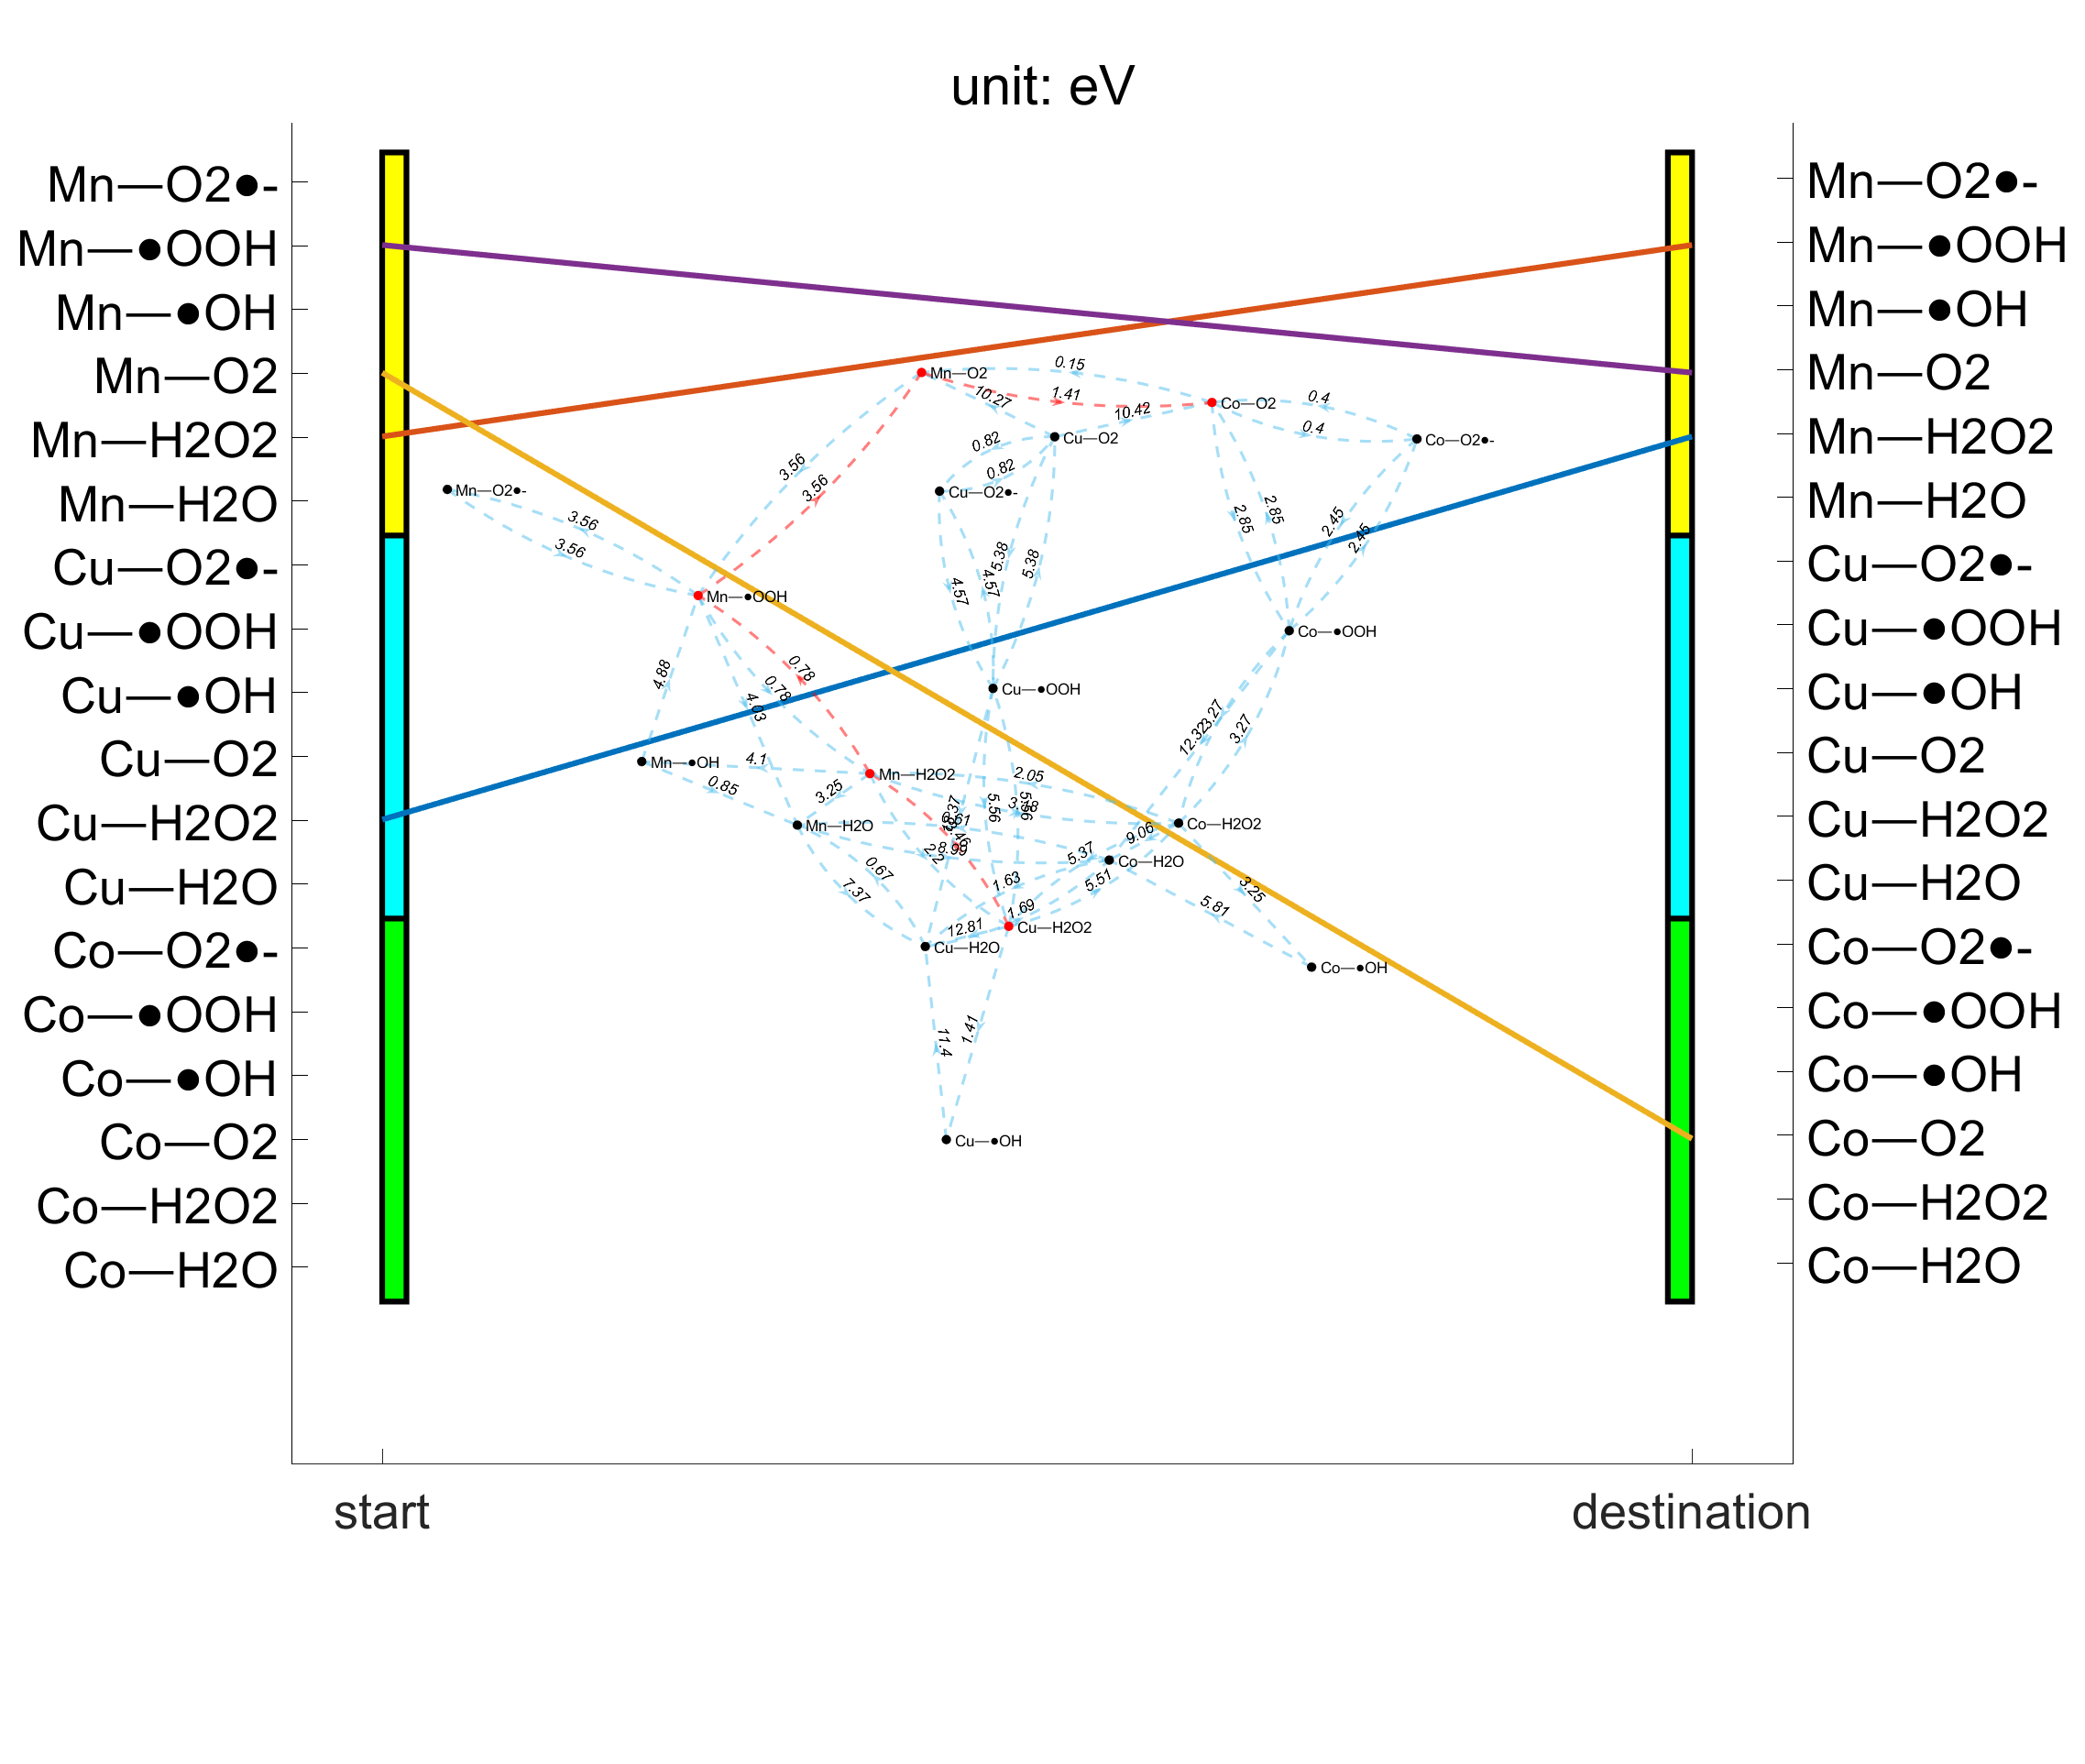 unit: eV
Mn—O2●-
Mn—●OOH
Mn—●OH
Mn—O2
Mn—H2O2
Mn—H2O
Cu—O2●-
Cu—●OOH
Cu—●OH
Cu—O2
Cu—H2O2
Cu—H2O
Co—O2●-
Co—●OOH
Co—●OH
Co—O2
Co—H2O2
Co—H2O
0.15
Mn—O2
10.27
1.41
10.42
Co—O2
0.4
0.4
Co—O2●-
Cu—O2
0.82
0.82
Cu—O2●-
3.56
3.56
Mn—O2●-
3.56
3.56
2.85
2.85
2.45
2.45
5.38
5.38
4.57
4.57
Mn—●OOH
Co—●OOH
4.88
0.78
0.78
4.03
Cu—●OOH
12.32
3.27
3.27
Mn—●OH
4.1
0.85
Mn—H2O2
3.25
2.05
5.56
Mn—H2O
Co—H2O2
9.06
8.99
2.2
5.37
Co—H2O
0.67
7.37
1.63
5.51
3.25
5.81
1.69
12.81
Cu—H2O2
Cu—H2O
Co—●OH
11.4
1.41
Cu—●OH
Mn—O2●-
Mn—●OOH
Mn—●OH
Mn—O2
Mn—H2O2
Mn—H2O
Cu—O2●-
Cu—●OOH
Cu—●OH
Cu—O2
Cu—H2O2
Cu—H2O
Co—O2●-
Co—●OOH
Co—●OH
Co—O2
Co—H2O2
Co—H2O
start
destination